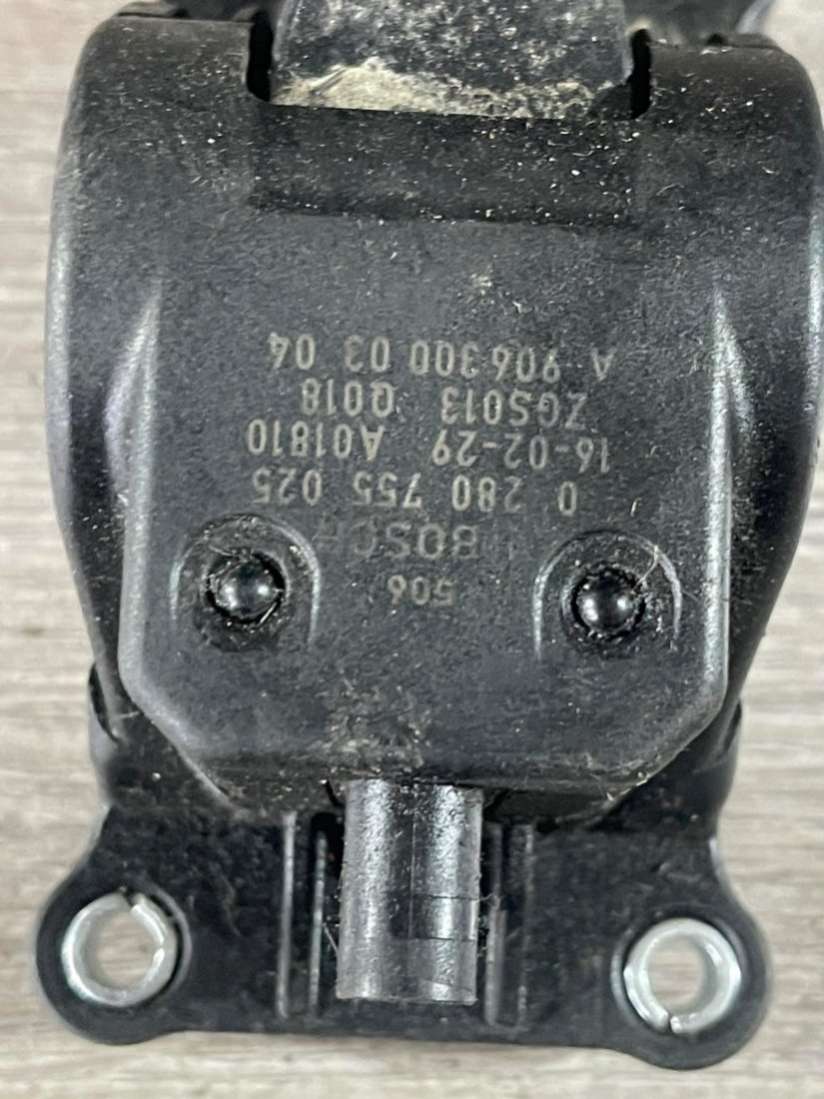 506
BOSCH
0 280 755 025
16-02-29 A01810
ZGS013 Q018
A 906 300 03 04